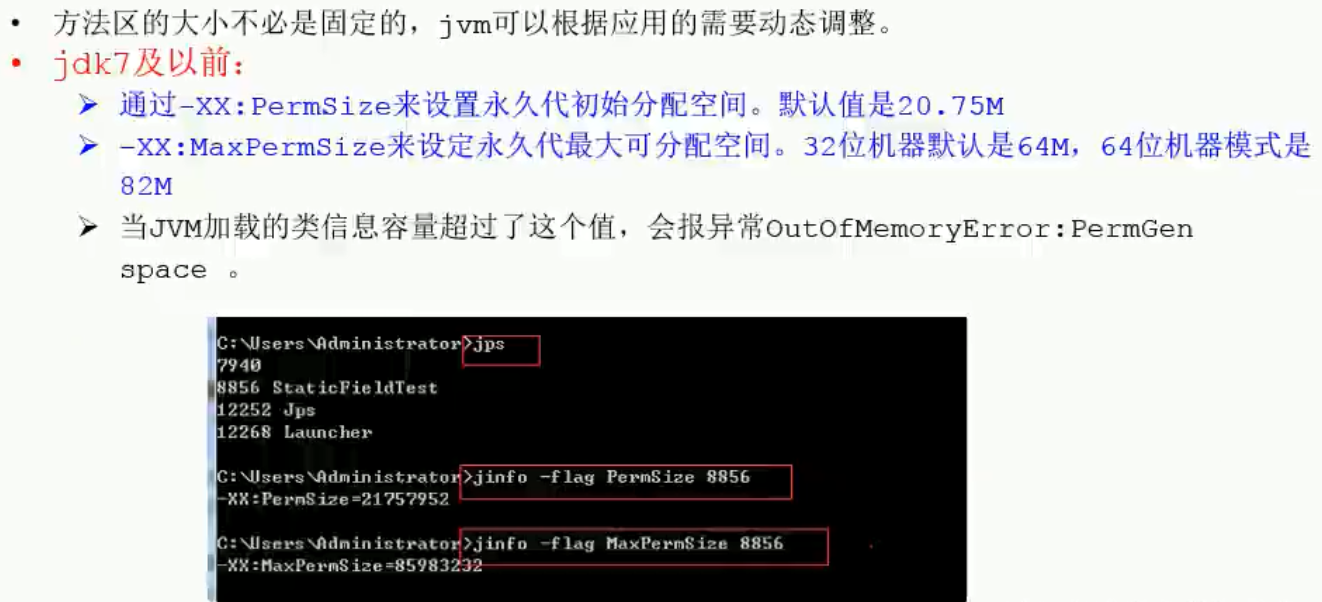 • 方法区的大小不必是固定的，jvm可以根据应用的需要动态调整。
• jdk7及以前：
➢ 通过-XX:PermSize来设置永久代初始分配空间。默认值是20.75M
➢ -XX:MaxPermSize来设定永久代最大可分配空间。32位机器默认是64M，64位机器模式是
82M
➢ 当JVM加载的类信息容量超过了这个值，会报异常OutOfMemoryError:PermGen
space 。
C:\Users\Administrator>jps
7940
8856 StaticFieldTest
12252 Jps
12268 Launcher
C:\Users\Administrator>jinfo -flag PermSize 8856
-XX:PermSize=21757952
C:\Users\Administrator>jinfo -flag MaxPermSize 8856
-XX:MaxPermSize=85983232